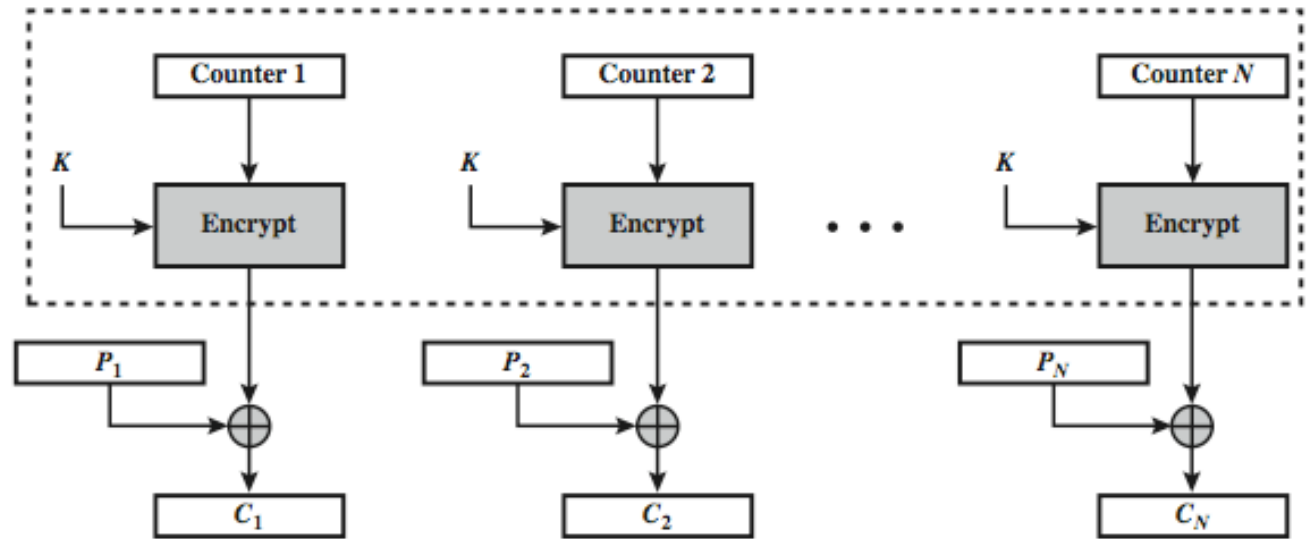 Counter 1 Counter 2 Counter N
K K K
Encrypt Encrypt • • • Encrypt
P1 P2 PN
C1 C2 CN